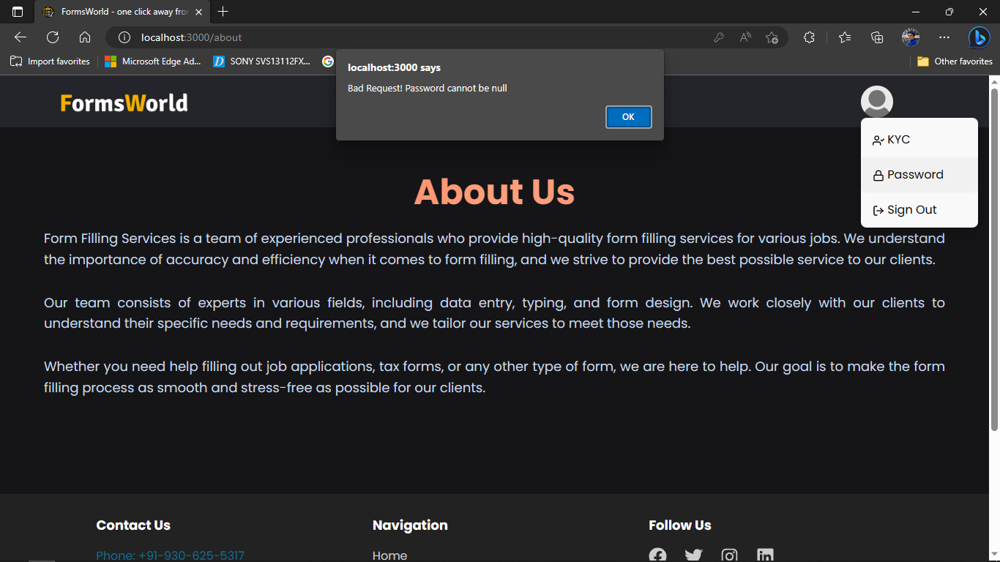 FormsWorld - one click away fro
localhost:3000/about
Import favorites
Microsoft Edge Ad...
SONY SVS13112FX...
Other favorites
localhost:3000 says
Bad Request! Password cannot be null
OK
FormsWorld
KYC
Password
Sign Out
About Us
Form Filling Services is a team of experienced professionals who provide high-quality form filling services for various jobs. We understand
the importance of accuracy and efficiency when it comes to form filling, and we strive to provide the best possible service to our clients.
Our team consists of experts in various fields, including data entry, typing, and form design. We work closely with our clients to
understand their specific needs and requirements, and we tailor our services to meet those needs.
Whether you need help filling out job applications, tax forms, or any other type of form, we are here to help. Our goal is to make the form
filling process as smooth and stress-free as possible for our clients.
Contact Us
Navigation
Follow Us
Phone: +91-930-625-5317
Home